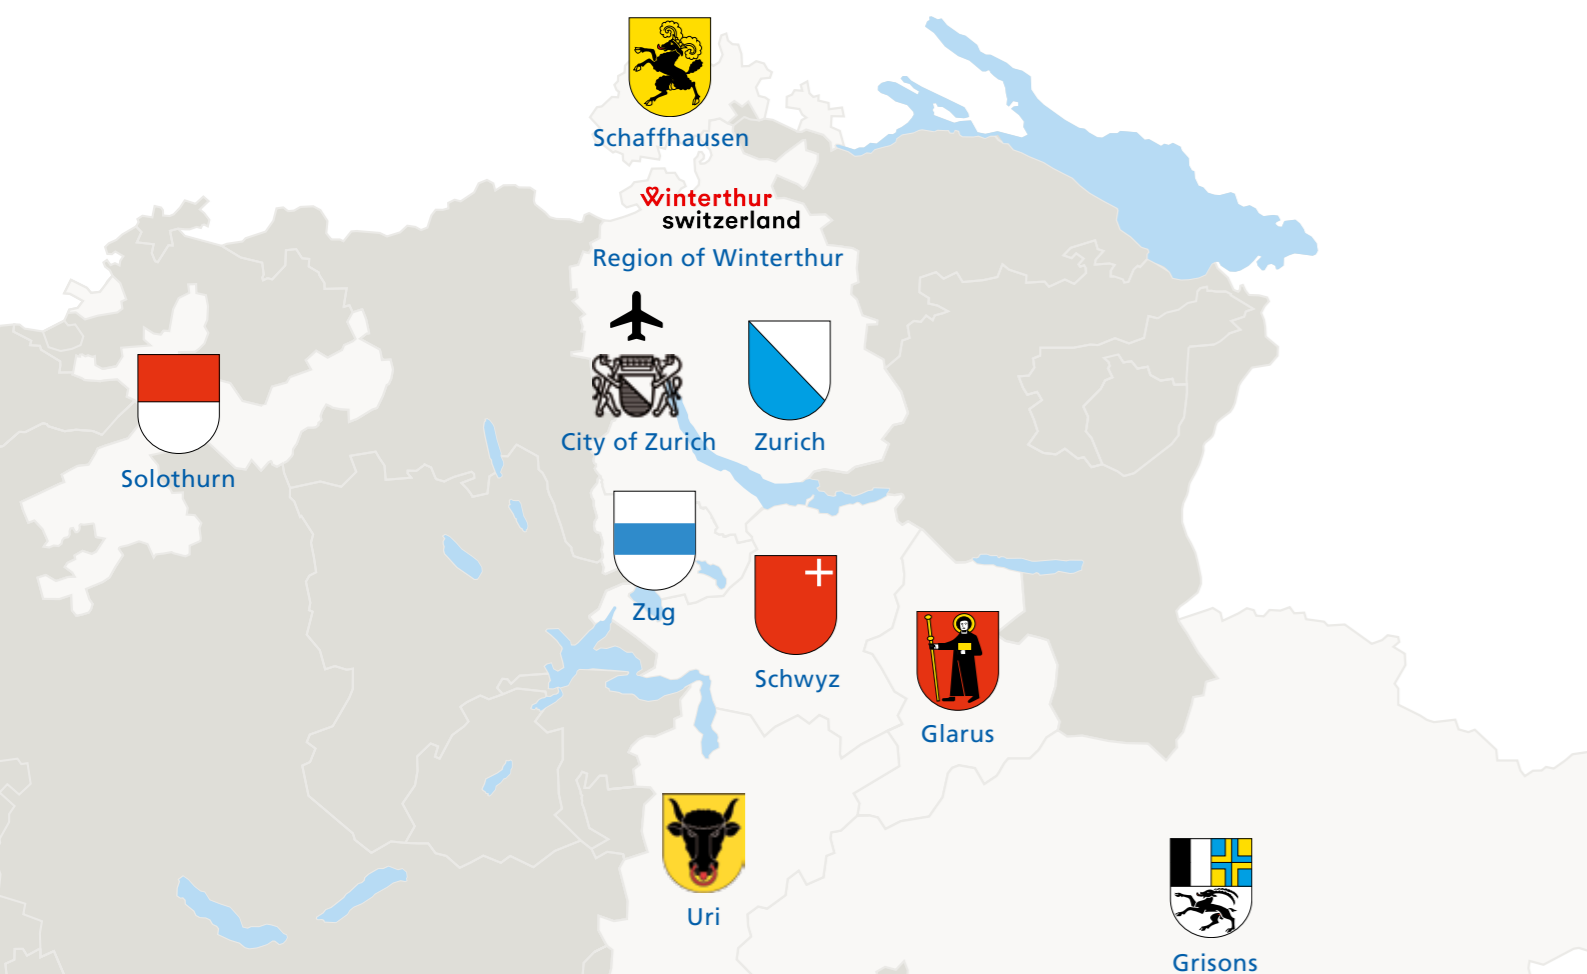 Schaffhausen
Winterthur
switzerland
Region of Winterthur
City of Zurich
Zurich
Solothurn
Zug
Schwyz
Glarus
Uri
Grisons